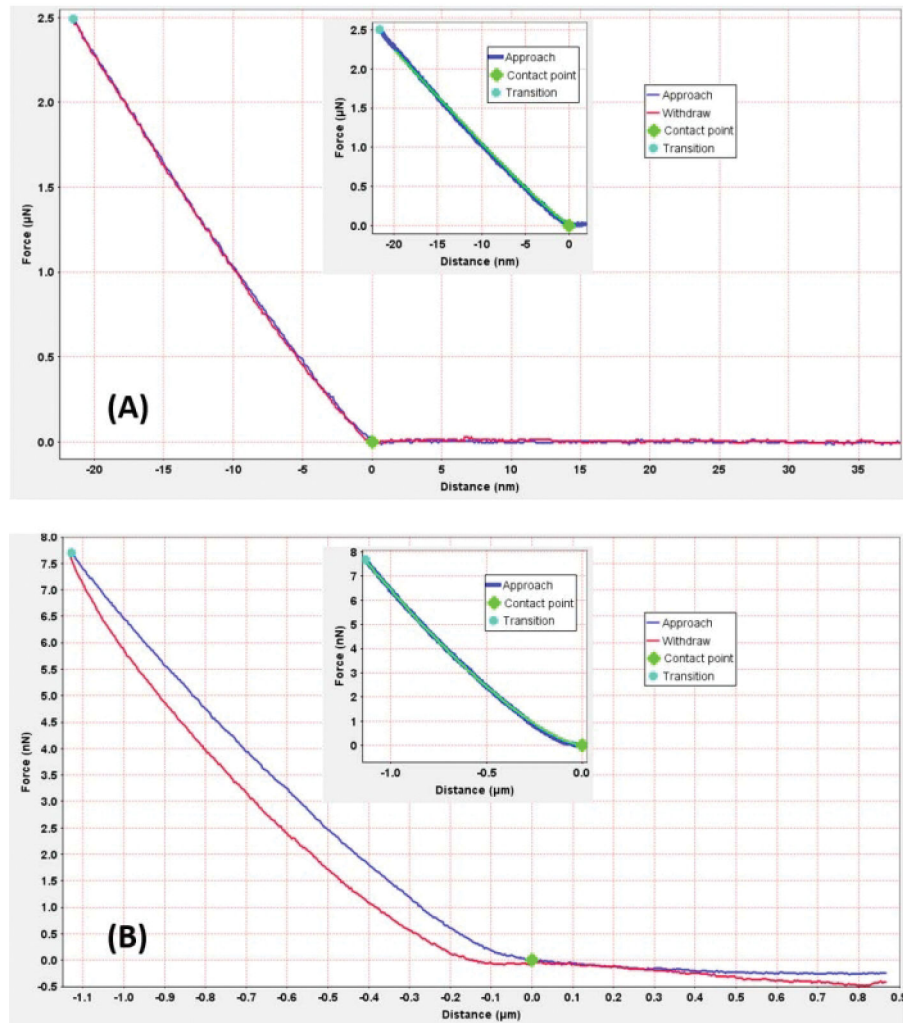 2.5
2.0
1.5
1.0
0.5
0.0
Force (µN)
-20 -15 -10 -5 0 5 10 15 20 25 30 35
Distance (nm)
(A)
2.5
2.0
1.5
1.0
0.5
0.0
Force (µN)
-20 -15 -10 -5 0
Distance (nm)
Approach
Contact point
Transition
Approach
Withdraw
Contact point
Transition
8.0
7.5
7.0
6.5
6.0
5.5
5.0
4.5
4.0
3.5
3.0
2.5
2.0
1.5
1.0
0.5
0.0
-0.5
Force (nN)
-1.1 -1.0 -0.9 -0.8 -0.7 -0.6 -0.5 -0.4 -0.3 -0.2 -0.1 0.0 0.1 0.2 0.3 0.4 0.5 0.6 0.7 0.8 0.9
Distance (µm)
(B)
8
7
6
5
4
3
2
1
0
Force (nN)
-1.0 -0.5 0.0
Distance (µm)
Approach
Contact point
Transition
Approach
Withdraw
Contact point
Transition